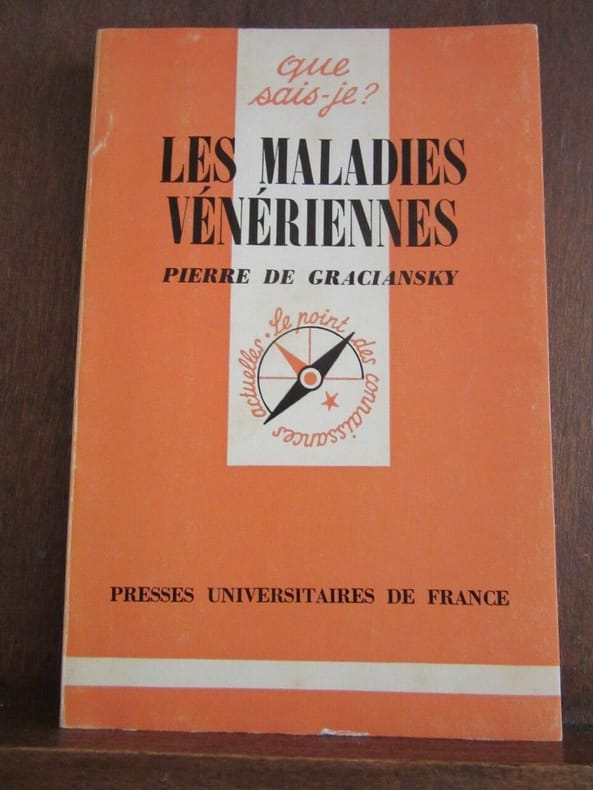 que
sais-je?
LES MALADIES
VÉNÉRIENNES
PIERRE DE GRACIANSKY
Le point des connaissances actuelles.
PRESSES UNIVERSITAIRES DE FRANCE